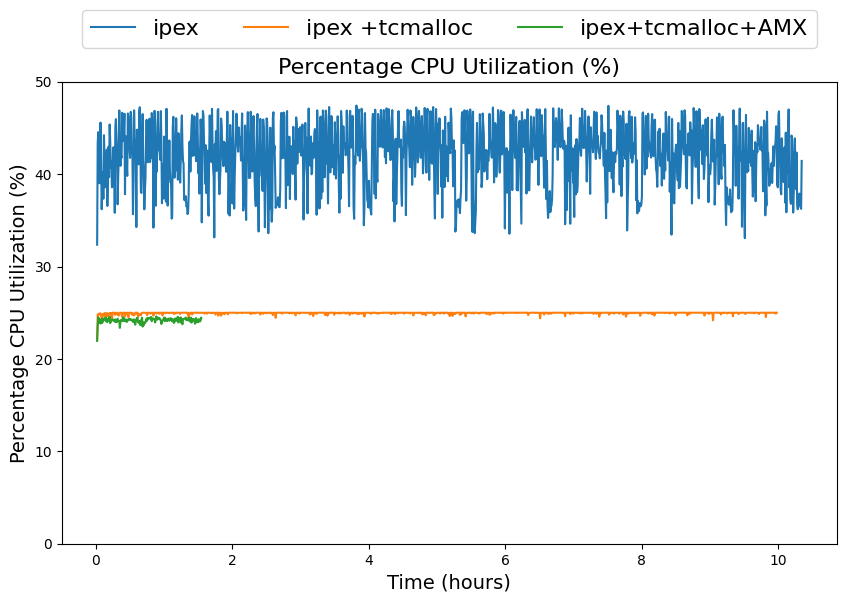 ipex ipex +tcmalloc ipex+tcmalloc+AMX
Percentage CPU Utilization (%)
50
40
30
20
10
0
Percentage CPU Utilization (%)
0 2 4 6 8 10
Time (hours)